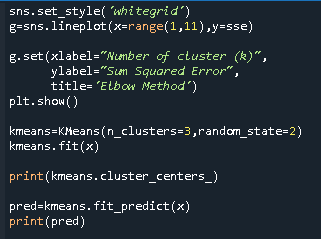 sns.set_style('whitegrid')
g=sns.lineplot(x=range(1,11),y=sse)
g.set(xlabel="Number of cluster (k)",
ylabel="Sum Squared Error",
title='Elbow Method')
plt.show()
kmeans=KMeans(n_clusters=3,random_state=2)
kmeans.fit(x)
print(kmeans.cluster_centers_)
pred=kmeans.fit_predict(x)
print(pred)